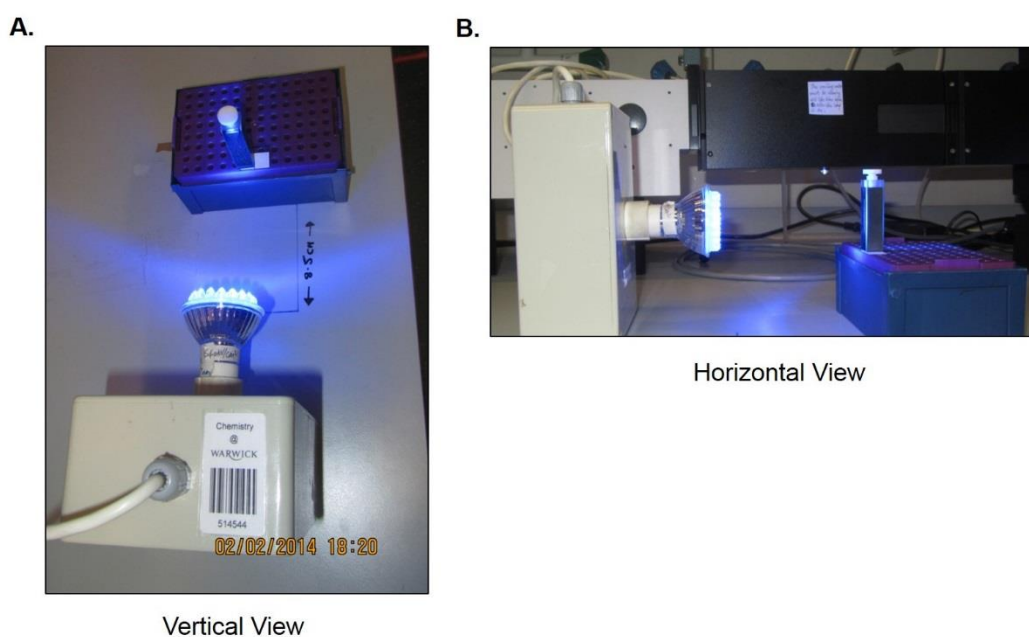 A.
B.
8.5cm
Chemistry
@
WARWICK
514544
02/02/2014 18:20
Vertical View
Horizontal View